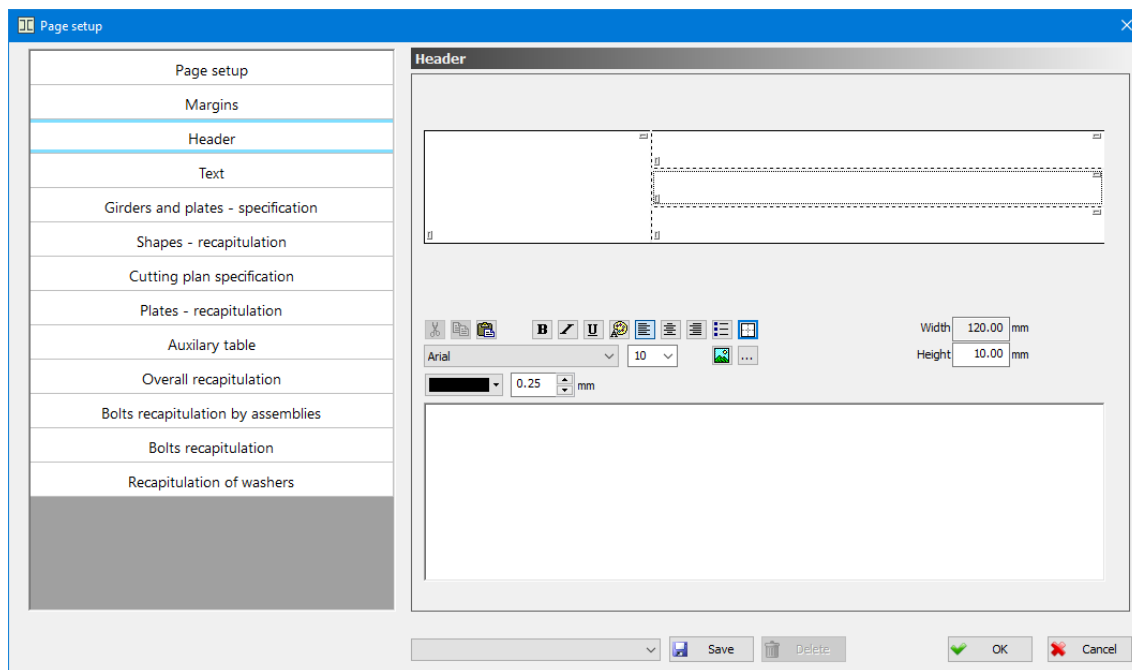 Page setup
Page setup
Margins
Header
Text
Girders and plates - specification
Shapes - recapitulation
Cutting plan specification
Plates - recapitulation
Auxilary table
Overall recapitulation
Bolts recapitulation by assemblies
Bolts recapitulation
Recapitulation of washers
Header
B I U
Width 120.00 mm
Arial 10 ...
Height 10.00 mm
0.25 mm
Save Delete OK Cancel